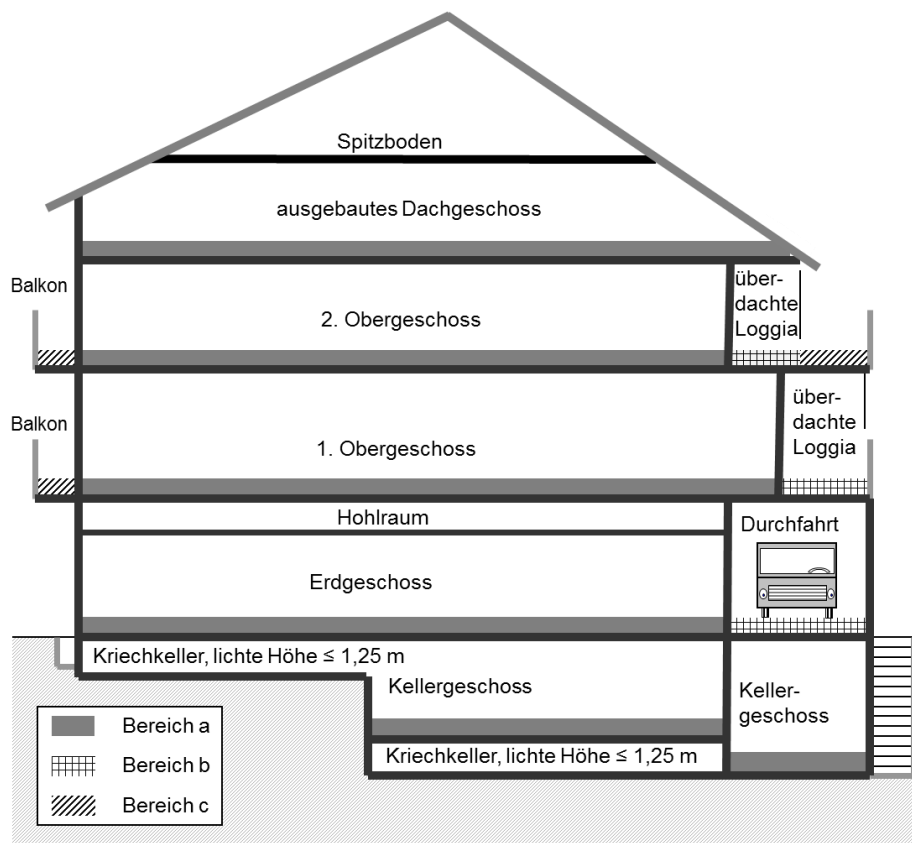 Spitzboden
ausgebautes Dachgeschoss
Balkon
2. Obergeschoss
über-
dachte
Loggia
Balkon
1. Obergeschoss
über-
dachte
Loggia
Hohlraum
Durchfahrt
Erdgeschoss
Kriechkeller, lichte Höhe ≤ 1,25 m
Kellergeschoss
Keller-
geschoss
Kriechkeller, lichte Höhe ≤ 1,25 m
Bereich a
Bereich b
Bereich c